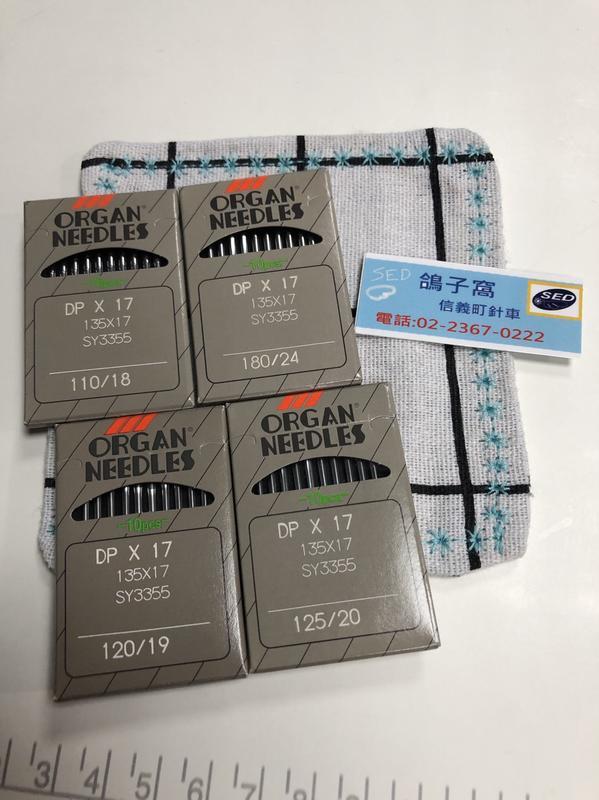 ORGAN®
NEEDLES
-10pcs-
DP X 17
135X17
SY3355
110/18
ORGAN®
NEEDLES
-10pcs-
DP X 17
135X17
SY3355
180/24
SED
鴿子窩
SED
信義町針車
電話:02-2367-0222
ORGAN®
NEEDLES
-10pcs-
DP X 17
135X17
SY3355
120/19
ORGAN®
NEEDLES
-10pcs-
DP X 17
135X17
SY3355
125/20
3 4 5 6 7 8 9 10 11